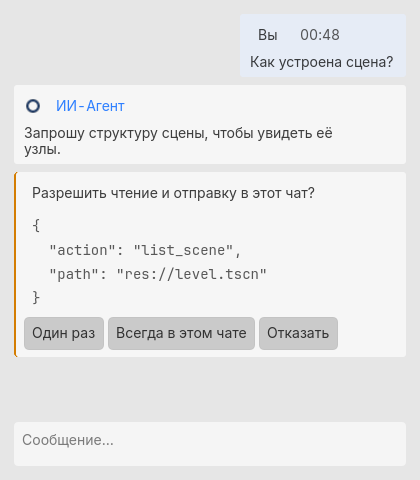 Вы 00:48
Как устроена сцена?
ИИ-Агент
Запрошу структуру сцены, чтобы увидеть её
узлы.
Разрешить чтение и отправку в этот чат?
{
"action": "list_scene",
"path": "res://level.tscn"
}
Один раз Всегда в этом чате Отказать
Сообщение...